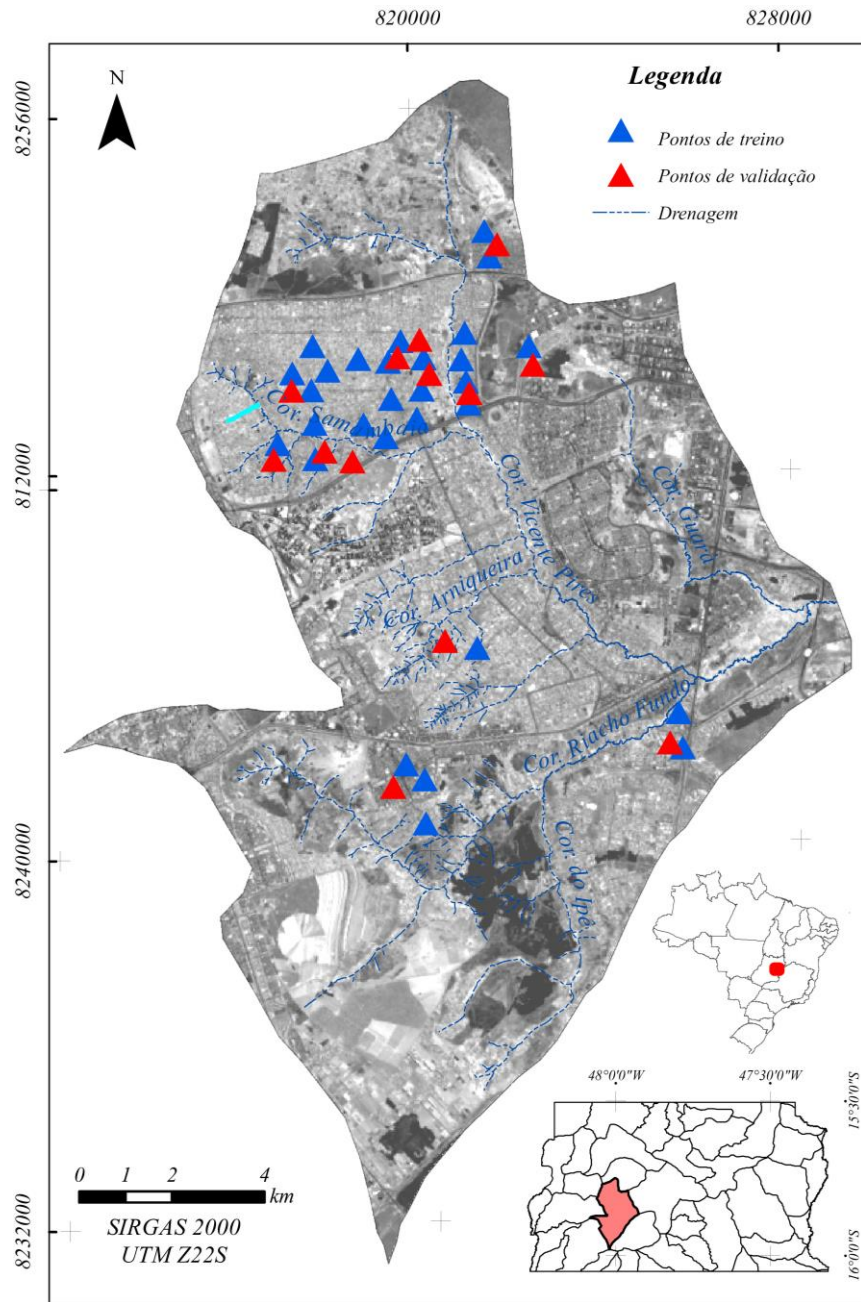 820000
828000
N
Legenda
Pontos de treino
Pontos de validação
Drenagem
8256000
812000
8240000
8232000
Cor. Samambaia
Cor. Vicente Pires
Cor. Guará
Cor. Arniqueira
Cor. Riacho Fundo
Cor. do Ipê
48°0'0"W
47°30'0"W
15°30'0"S
16°0'0"S
0 1 2 4
km
SIRGAS 2000
UTM Z22S